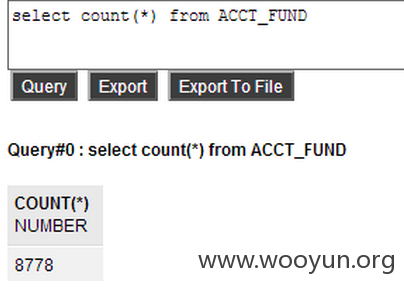 select count(*) from ACCT_FUND
Query Export Export To File
Query#0 : select count(*) from ACCT_FUND
COUNT(*)
NUMBER
8778
www.wooyun.org